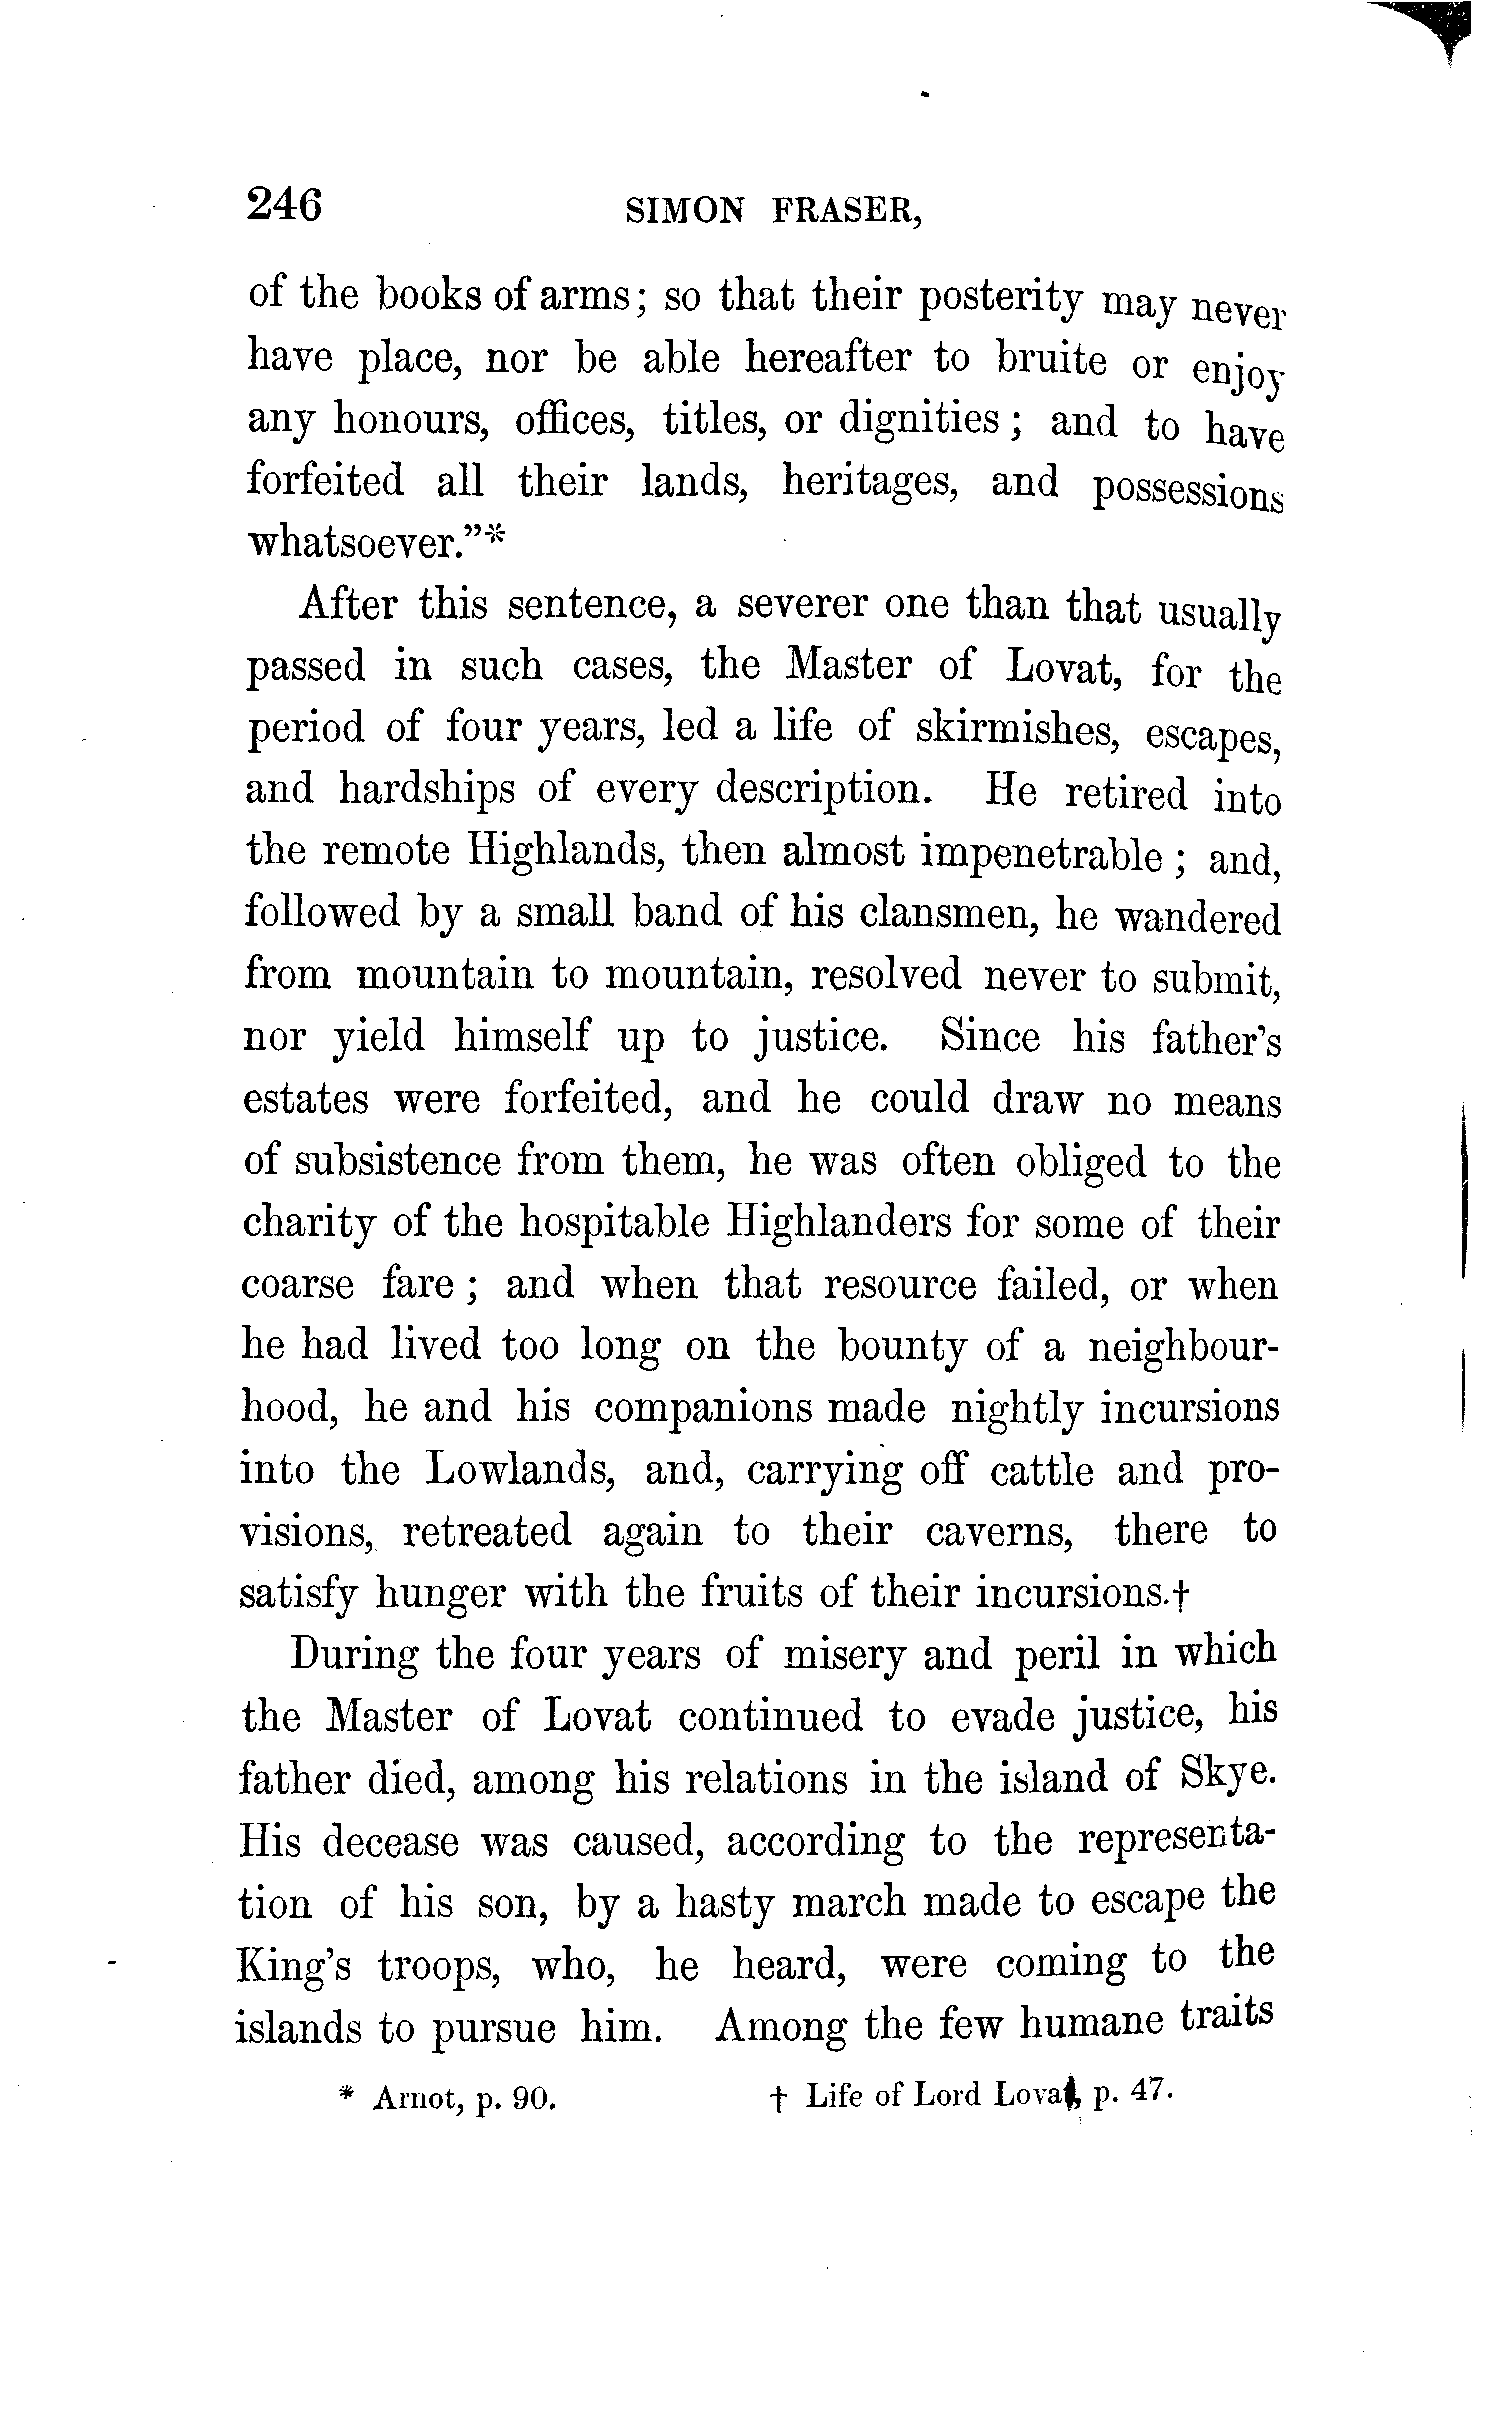 246 SIMON FRASER,
of the books of arms; so that their posterity may never
have place, nor be able hereafter to bruite or enjoy
any honours, offices, titles, or dignities; and to have
forfeited all their lands, heritages, and possessions
whatsoever."*
After this sentence, a severer one than that usually
passed in such cases, the Master of Lovat, for the
period of four years, led a life of skirmishes, escapes,
and hardships of every description. He retired into
the remote Highlands, then almost impenetrable; and,
followed by a small band of his clansmen, he wandered
from mountain to mountain, resolved never to submit,
nor yield himself up to justice. Since his father's
estates were forfeited, and he could draw no means
of subsistence from them, he was often obliged to the
charity of the hospitable Highlanders for some of their
coarse fare; and when that resource failed, or when
he had lived too long on the bounty of a neighbour-
hood, he and his companions made nightly incursions
into the Lowlands, and, carrying off cattle and pro-
visions, retreated again to their caverns, there to
satisfy hunger with the fruits of their incursions.†
During the four years of misery and peril in which
the Master of Lovat continued to evade justice, his
father died, among his relations in the island of Skye.
His decease was caused, according to the representa-
tion of his son, by a hasty march made to escape the
King's troops, who, he heard, were coming to the
islands to pursue him. Among the few humane traits
* Arnot, p. 90. † Life of Lord Lovat, p. 47.